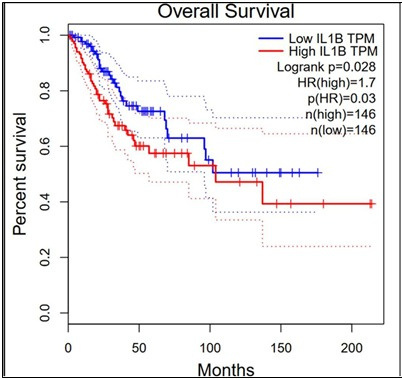 Overall Survival
Low IL1B TPM
High IL1B TPM
Logrank p=0.028
HR(high)=1.7
p(HR)=0.03
n(high)=146
n(low)=146
Percent survival
1.0
0.8
0.6
0.4
0.2
0.0
0 50 100 150 200
Months